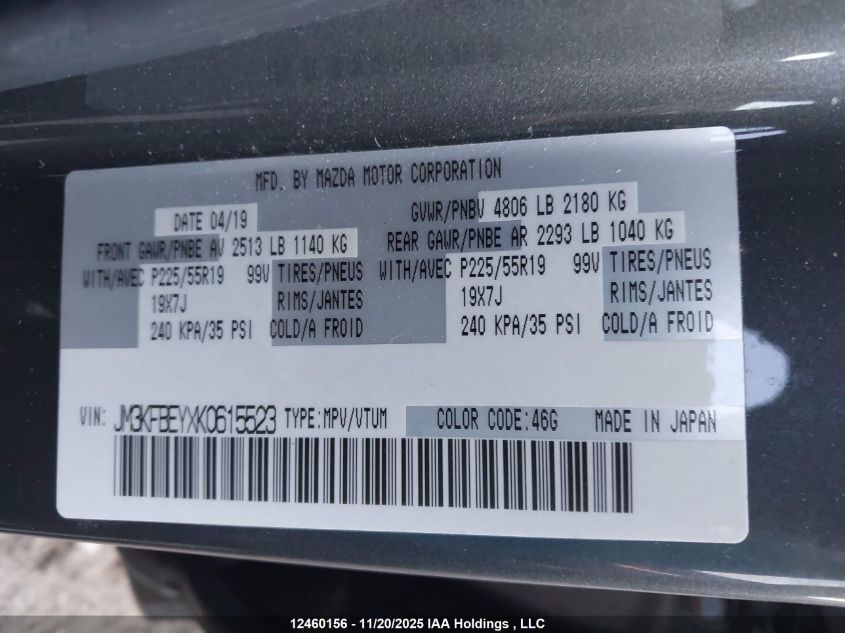 MFD. BY MAZDA MOTOR CORPORATION
DATE 04/19 GVWR/PNBV 4806 LB 2180 KG
FRONT GAWR/PNBE AV 2513 LB 1140 KG REAR GAWR/PNBE AR 2293 LB 1040 KG
WITH/AVEC P225/55R19 99V TIRES/PNEUS WITH/AVEC P225/55R19 99V TIRES/PNEUS
19X7J RIMS/JANTES 19X7J RIMS/JANTES
240 KPA/35 PSI COLD/A FROID 240 KPA/35 PSI COLD/A FROID
VIN: JM3KFBEYXK0615523 TYPE:MPV/VTUM COLOR CODE:46G MADE IN JAPAN
12460156 - 11/20/2025 IAA Holdings , LLC